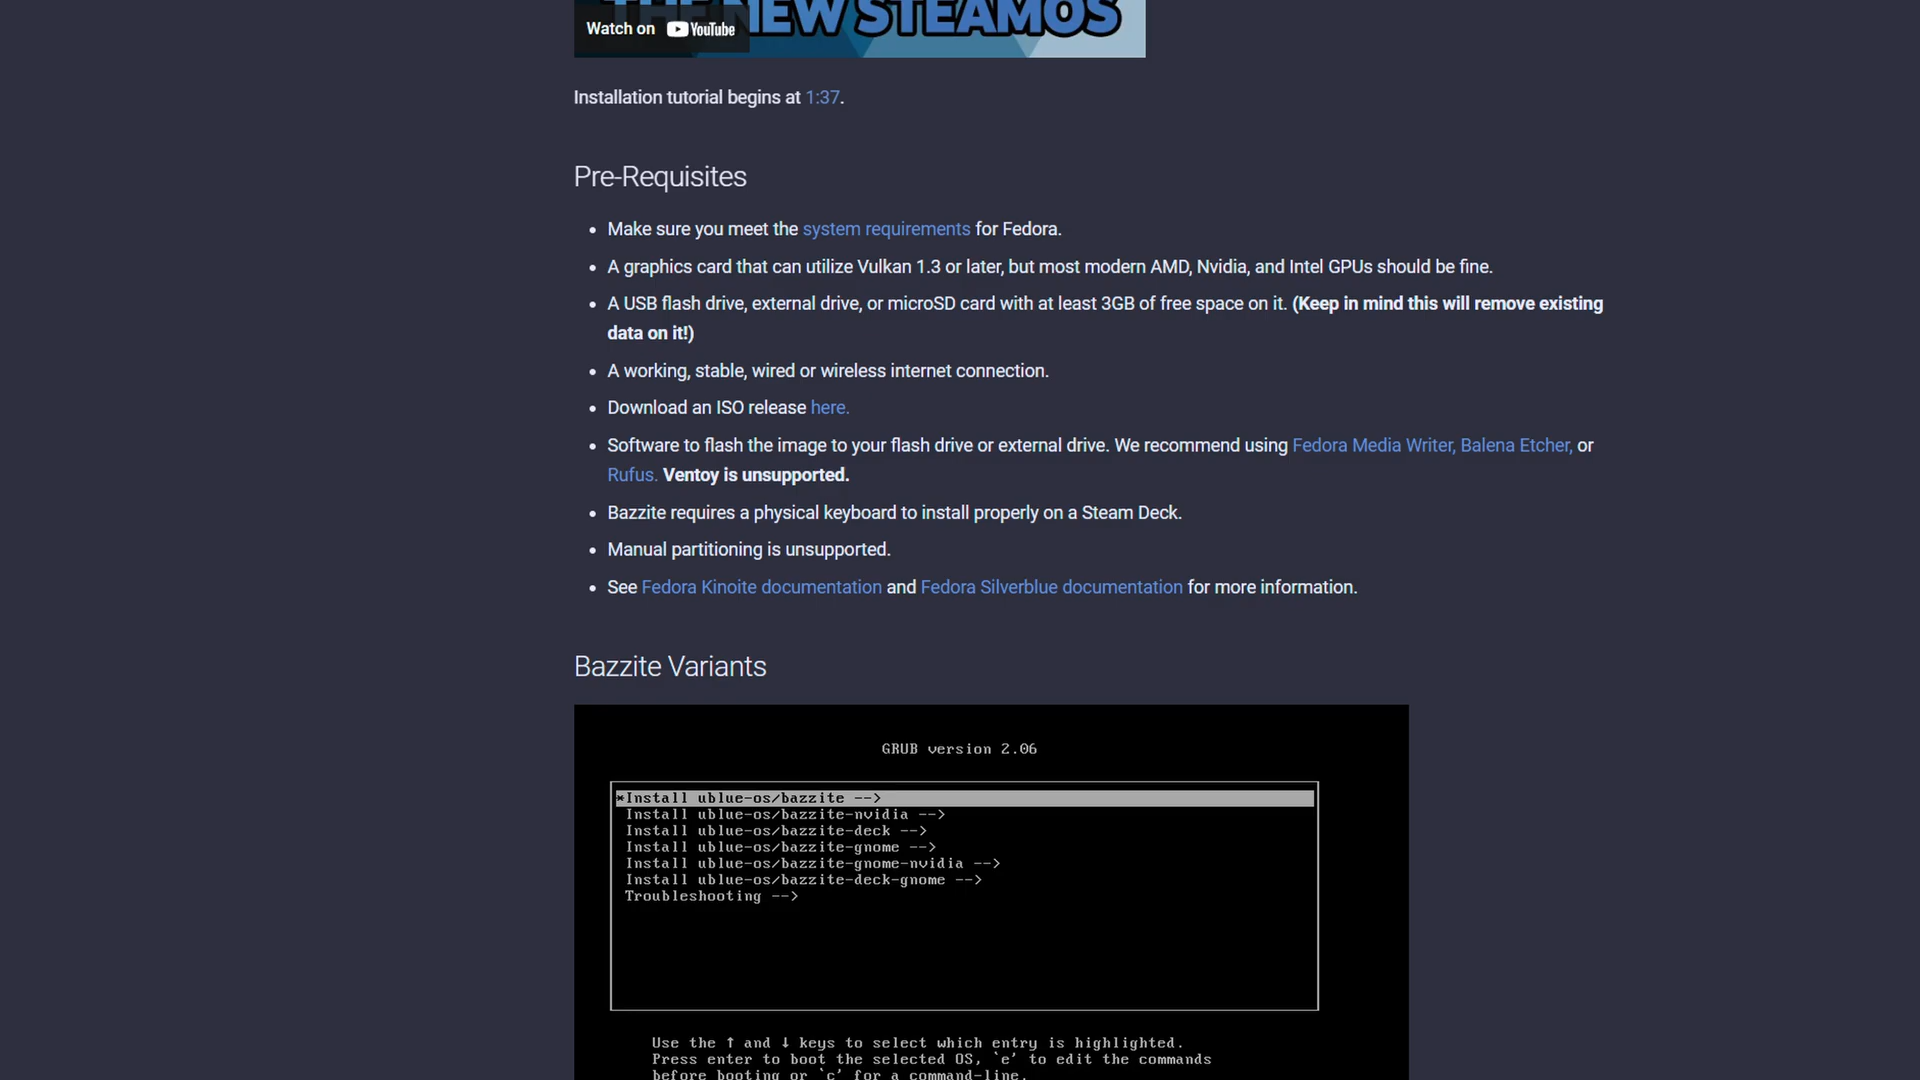 THE NEW STEAMOS
Watch on YouTube
Installation tutorial begins at 1:37.
Pre-Requisites
• Make sure you meet the system requirements for Fedora.
• A graphics card that can utilize Vulkan 1.3 or later, but most modern AMD, Nvidia, and Intel GPUs should be fine.
• A USB flash drive, external drive, or microSD card with at least 3GB of free space on it. (Keep in mind this will remove existing
data on it!)
• A working, stable, wired or wireless internet connection.
• Download an ISO release here.
• Software to flash the image to your flash drive or external drive. We recommend using Fedora Media Writer, Balena Etcher, or
Rufus. Ventoy is unsupported.
• Bazzite requires a physical keyboard to install properly on a Steam Deck.
• Manual partitioning is unsupported.
• See Fedora Kinoite documentation and Fedora Silverblue documentation for more information.
Bazzite Variants
GRUB version 2.06
*Install ublue-os/bazzite -->
Install ublue-os/bazzite-nvidia -->
Install ublue-os/bazzite-deck -->
Install ublue-os/bazzite-gnome -->
Install ublue-os/bazzite-gnome-nvidia -->
Install ublue-os/bazzite-deck-gnome -->
Troubleshooting -->
Use the ↑ and ↓ keys to select which entry is highlighted.
Press enter to boot the selected OS, `e' to edit the commands
before booting or `c' for a command-line.